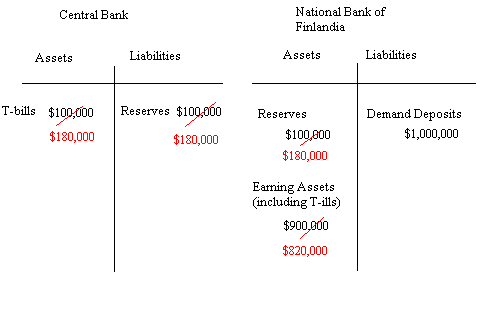 Central Bank
National Bank of
Finlandia
Assets Liabilities
Assets Liabilities
T-bills $100,000 Reserves $100,000
$180,000 $180,000
Reserves Demand Deposits
$100,000 $1,000,000
$180,000
Earning Assets
(including T-ills)
$900,000
$820,000